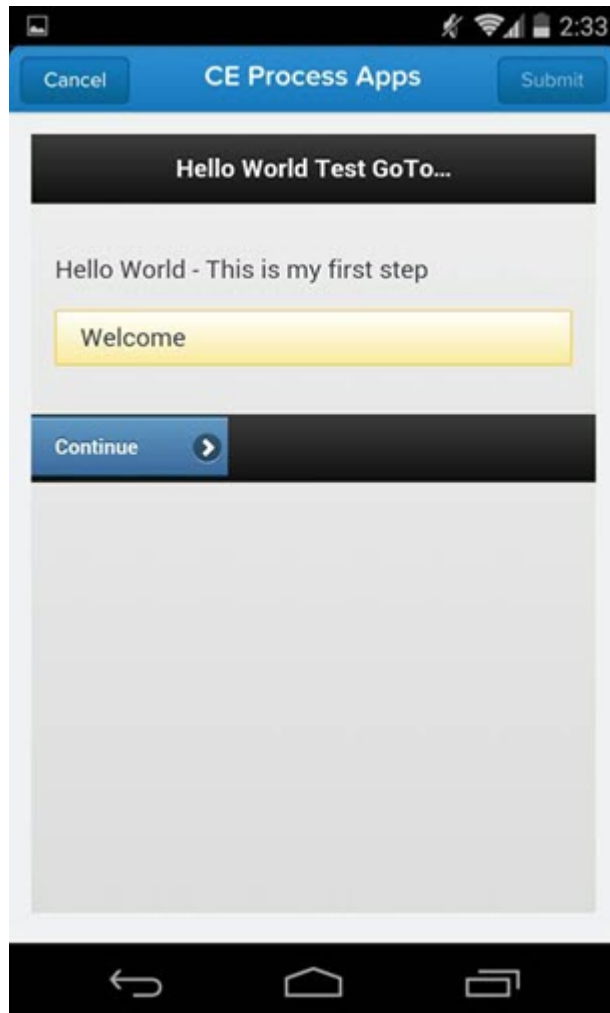 2:33
Cancel CE Process Apps Submit
Hello World Test GoTo...
Hello World - This is my first step
Welcome
Continue